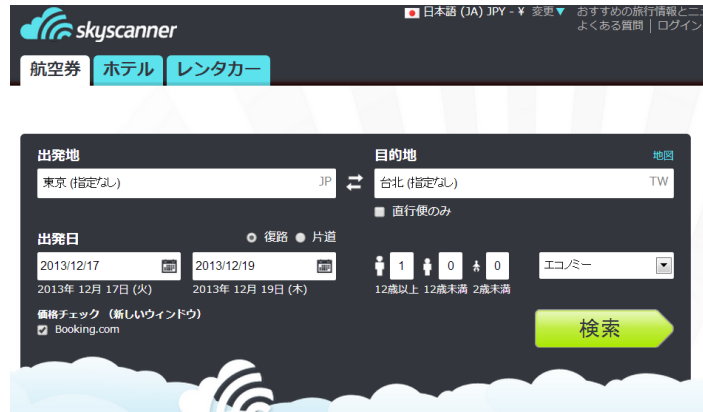 skyscanner
日本語 (JA) JPY - ¥ 変更▼ おすすめの旅行情報とニ
よくある質問 | ログイン
航空券 ホテル レンタカー
出発地
東京 (指定なし) JP
目的地 地図
台北 (指定なし) TW
直行便のみ
出発日 復路 片道
2013/12/17 2013/12/19
2013年 12月 17日 (火) 2013年 12月 19日 (木)
1 0 0 エコノミー
12歳以上 12歳未満 2歳未満
価格チェック (新しいウィンドウ)
Booking.com
検索